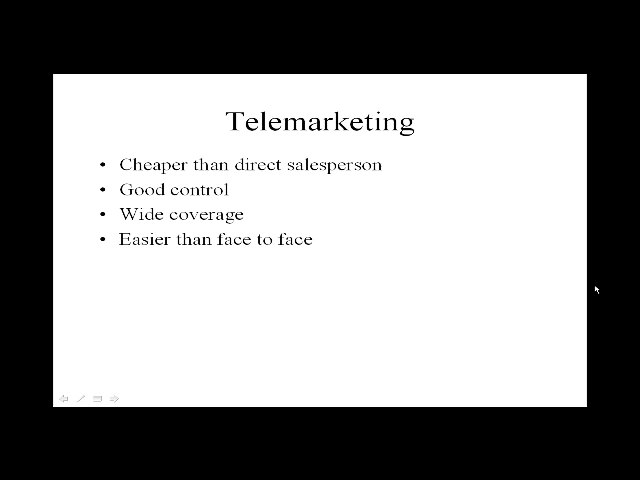 Telemarketing
• Cheaper than direct salesperson
• Good control
• Wide coverage
• Easier than face to face